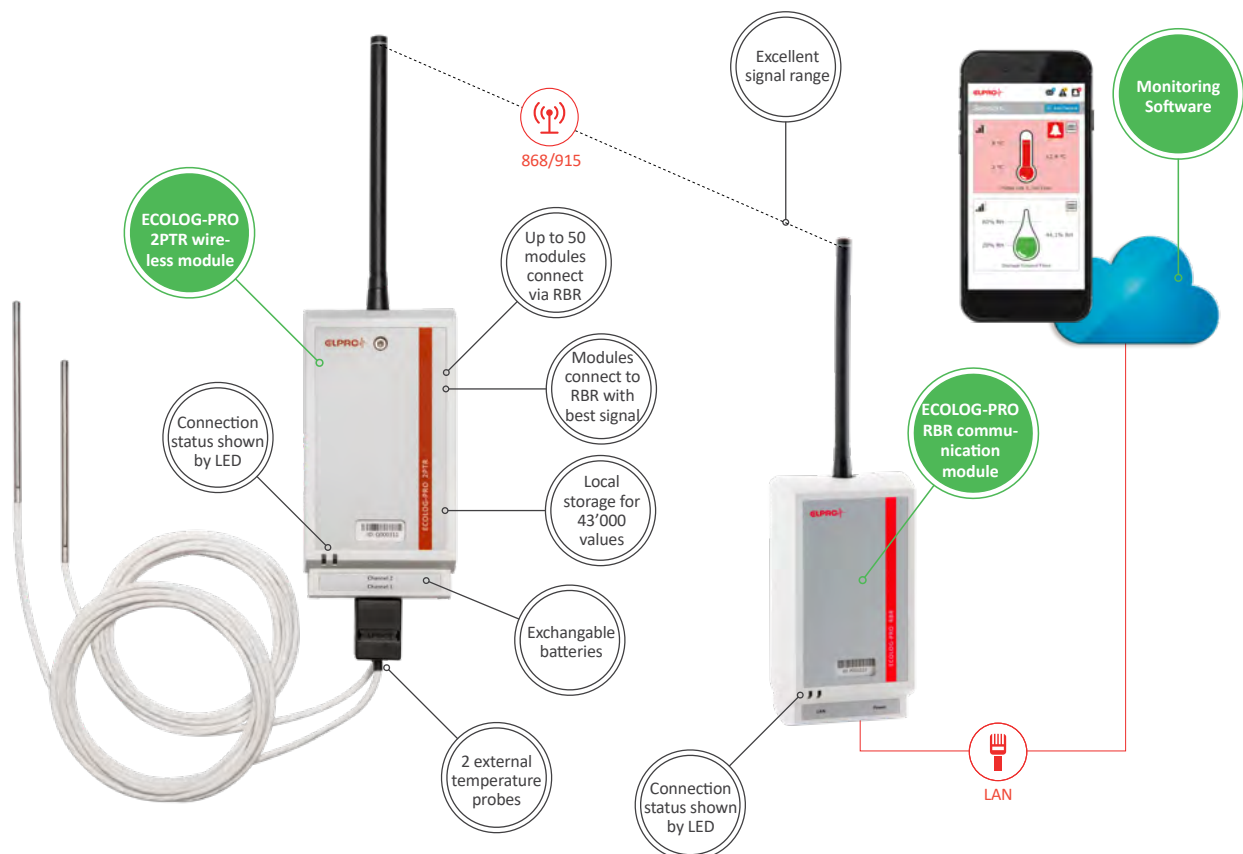 Excellent
signal range
868/915
Monitoring
Software
ELPRO
ECOLOG-PRO
2PTR wire-
less module
Up to 50
modules
connect
via RBR
ELPRO
Modules
connect to
RBR with
best signal
Connection
status shown
by LED
Local
storage for
43’000
values
ECOLOG-PRO 2PTR
Channel 2
Channel 1
Exchangable
batteries
2 external
temperature
probes
ECOLOG-PRO
RBR commu-
nication
module
ELPRO
ECOLOG-PRO RBR
LAN
Power
Connection
status shown
by LED
LAN